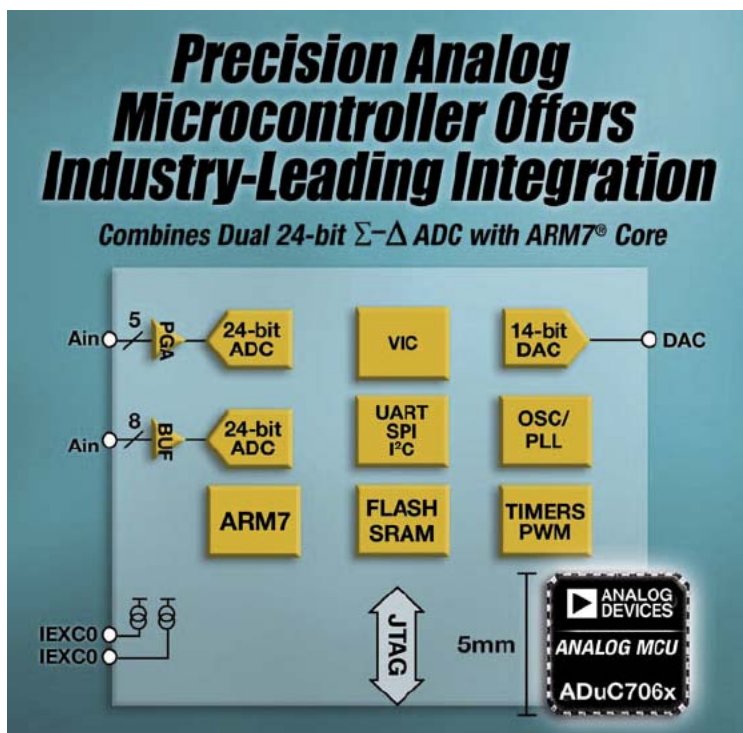 Precision Analog
Microcontroller Offers
Industry-Leading Integration
Combines Dual 24-bit Σ-Δ ADC with ARM7® Core
Ain
5
PGA
24-bit
ADC
VIC
14-bit
DAC
DAC
Ain
8
BUF
24-bit
ADC
UART
SPI
I²C
OSC/
PLL
ARM7
FLASH
SRAM
TIMERS
PWM
IEXC0
IEXC0
JTAG
5mm
ANALOG
DEVICES
ANALOG MCU
ADuC706x